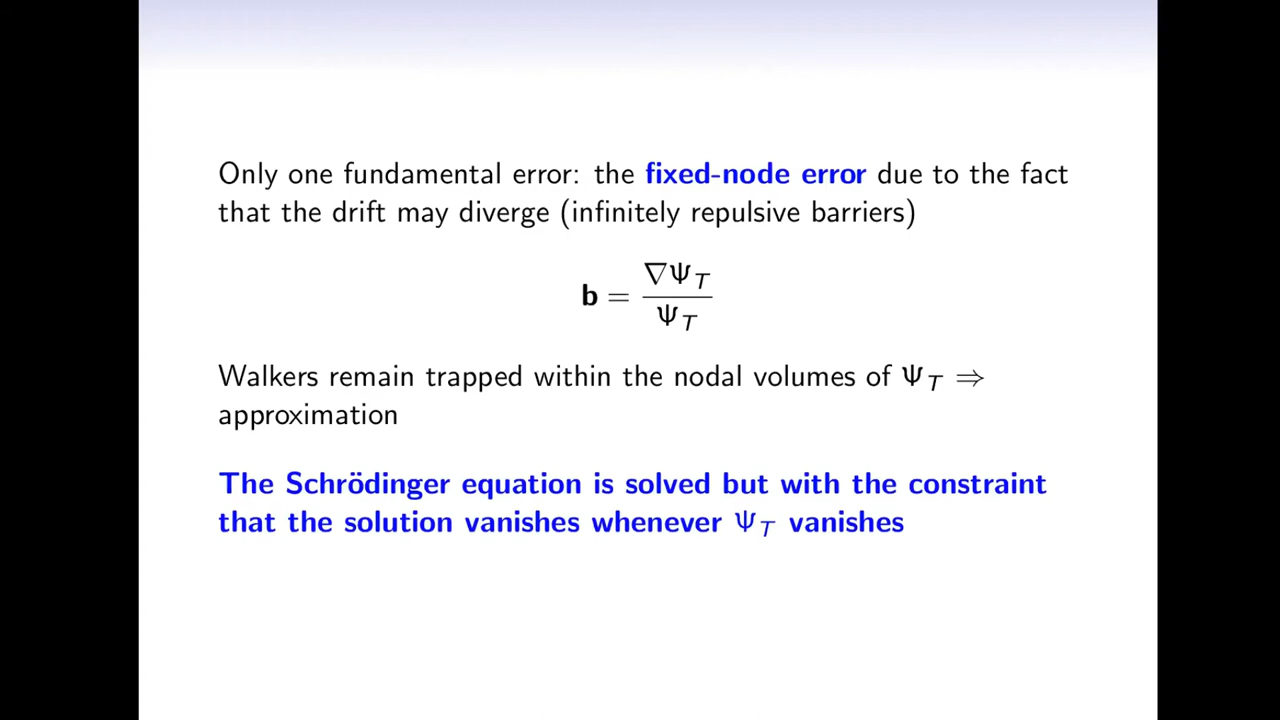 Only one fundamental error: the fixed-node error due to the fact
that the drift may diverge (infinitely repulsive barriers)
b = ∇Ψ_T / Ψ_T
Walkers remain trapped within the nodal volumes of Ψ_T ⇒
approximation
The Schrödinger equation is solved but with the constraint
that the solution vanishes whenever Ψ_T vanishes